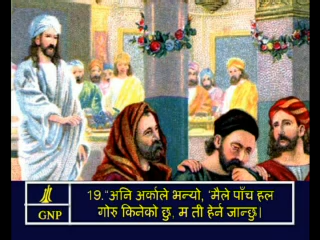 19."अनि अर्काले भन्यो, 'मैले पाँच हल
गोरु किनेको छु, म ती हेर्न जान्छु।
GNP